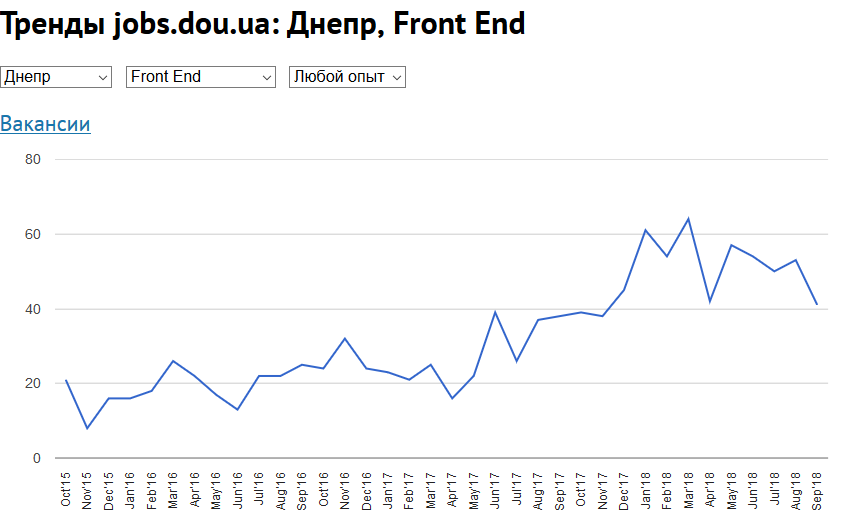 Тренды jobs.dou.ua: Днепр, Front End
Днепр Front End Любой опыт
Вакансии
80
60
40
20
0
Oct'15 Nov'15 Dec'15 Jan'16 Feb'16 Mar'16 Apr'16 May'16 Jun'16 Jul'16 Aug'16 Sep'16 Oct'16 Nov'16 Dec'16 Jan'17 Feb'17 Mar'17 Apr'17 May'17 Jun'17 Jul'17 Aug'17 Sep'17 Oct'17 Nov'17 Dec'17 Jan'18 Feb'18 Mar'18 Apr'18 May'18 Jun'18 Jul'18 Aug'18 Sep'18